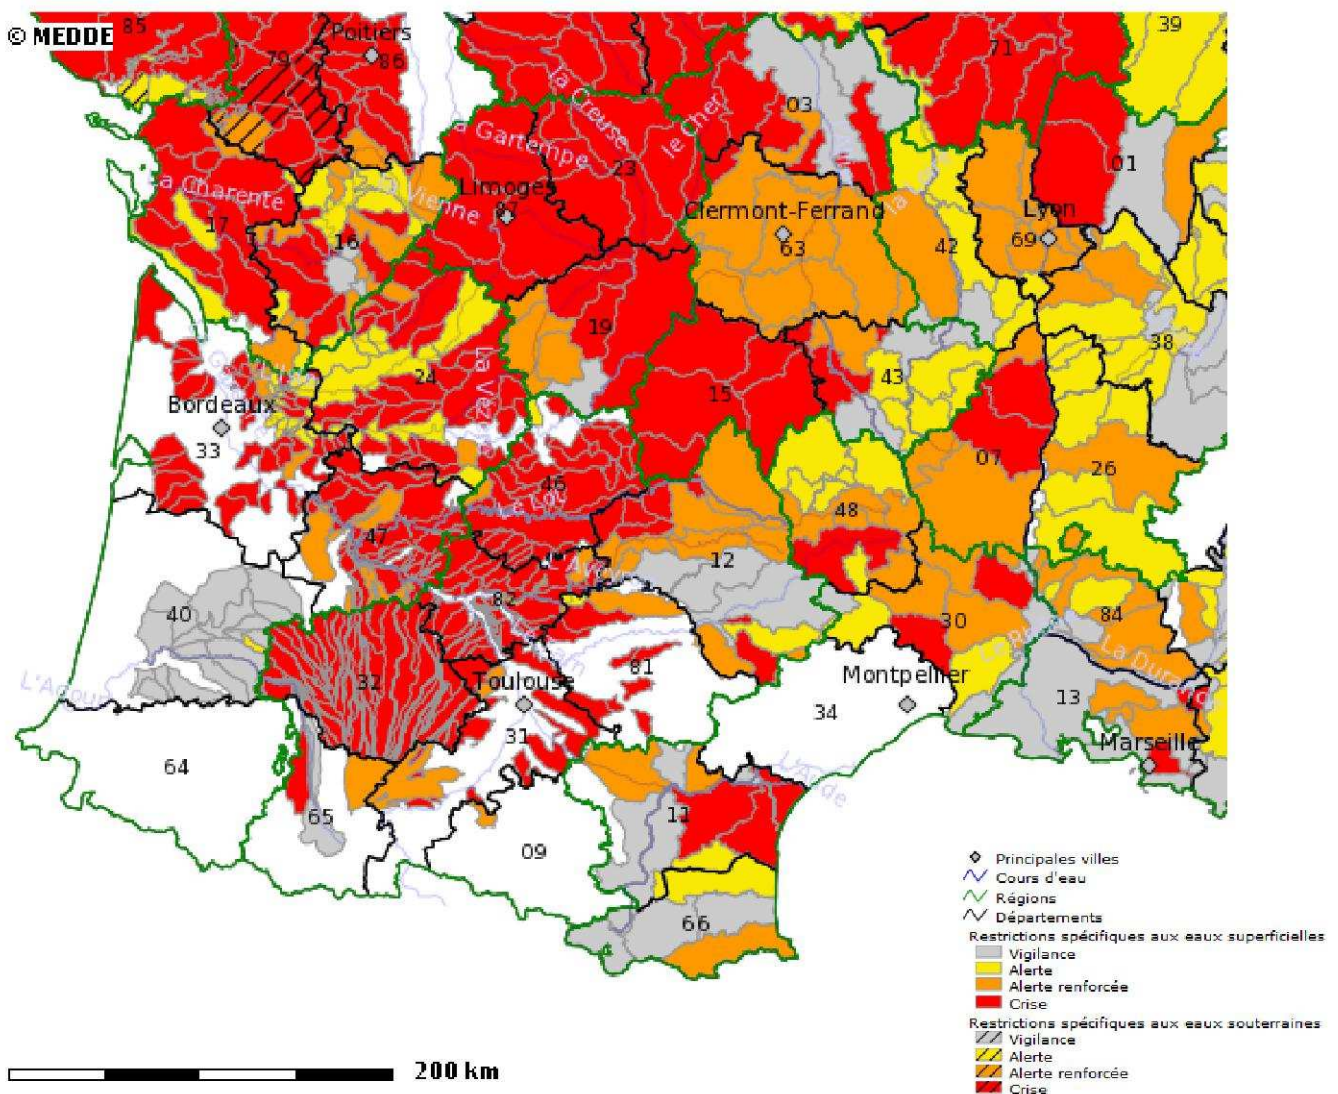 85
© MEDDE
Poitiers
79
86
71
39
la Creuse
03
la Gartempe
le Cher
23
01
La Charente
la Vienne
Limoges
87
Clermont-Ferrand
Lyon
17
16
63
42
69
19
38
24
43
15
la Vézère
Bordeaux
33
07
26
46
Le Lot
48
47
12
L'Aveyron
40
82
30
84
Tarn
81
La Durance
L'Adour
32
Toulouse
Montpellier
13
34
31
64
Marseille
L'Aude
65
11
09
66
Principales villes
Cours d'eau
Régions
Départements
Restrictions spécifiques aux eaux superficielles
Vigilance
Alerte
Alerte renforcée
Crise
Restrictions spécifiques aux eaux souterraines
Vigilance
Alerte
Alerte renforcée
Crise
200 km